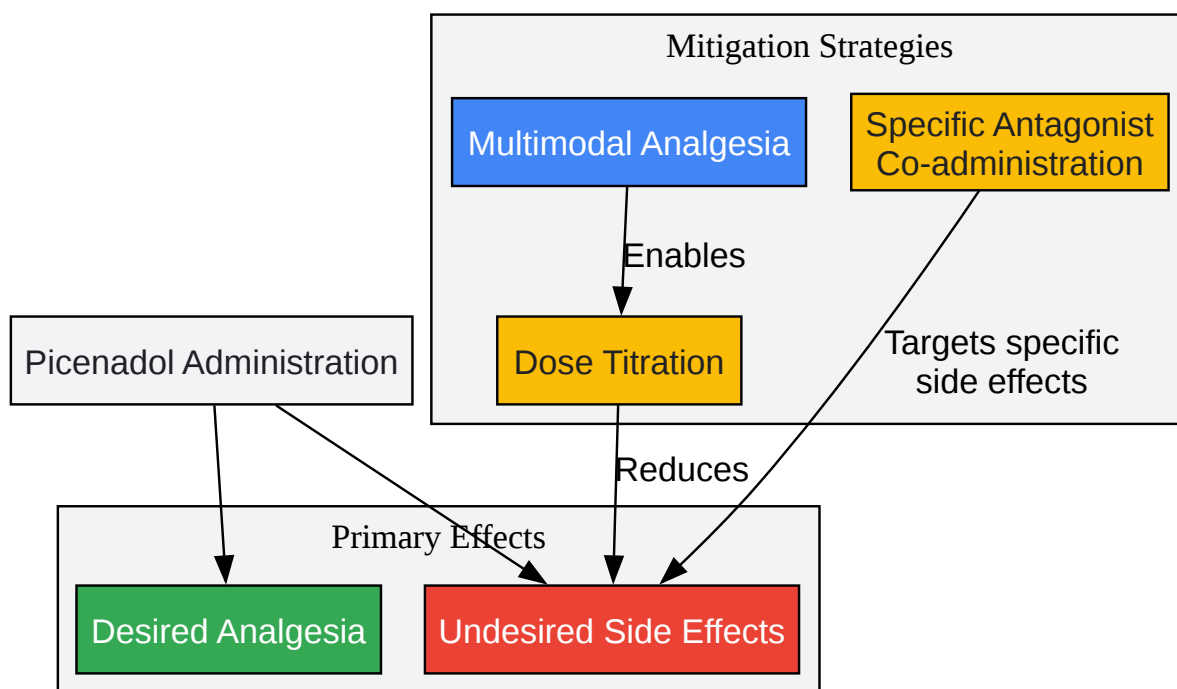 Mitigation Strategies
Multimodal Analgesia
Specific Antagonist
Co-administration
Enables
Picenadol Administration
Dose Titration
Targets specific
side effects
Reduces
Primary Effects
Desired Analgesia
Undesired Side Effects